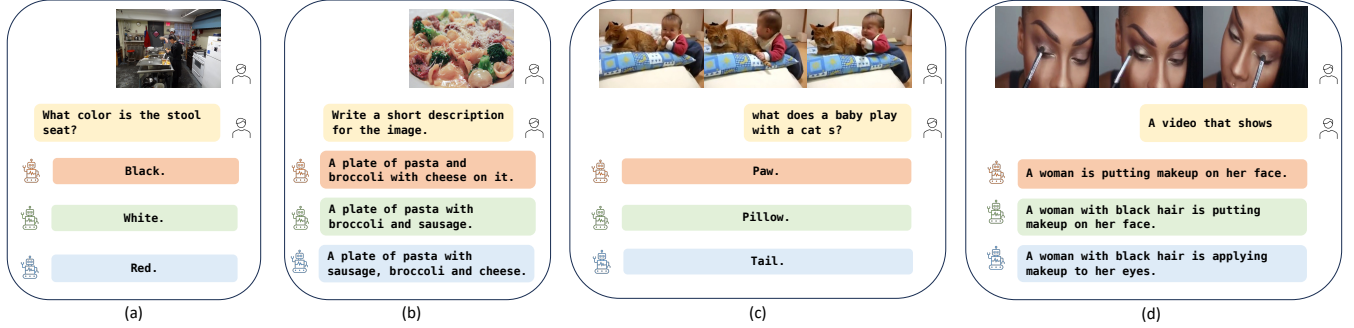 What color is the stool
seat?
Black.
White.
Red.
(a)
Write a short description
for the image.
A plate of pasta and
broccoli with cheese on it.
A plate of pasta with
broccoli and sausage.
A plate of pasta with
sausage, broccoli and cheese.
(b)
what does a baby play
with a cat s?
Paw.
Pillow.
Tail.
(c)
A video that shows
A woman is putting makeup on her face.
A woman with black hair is putting
makeup on her face.
A woman with black hair is applying
makeup to her eyes.
(d)